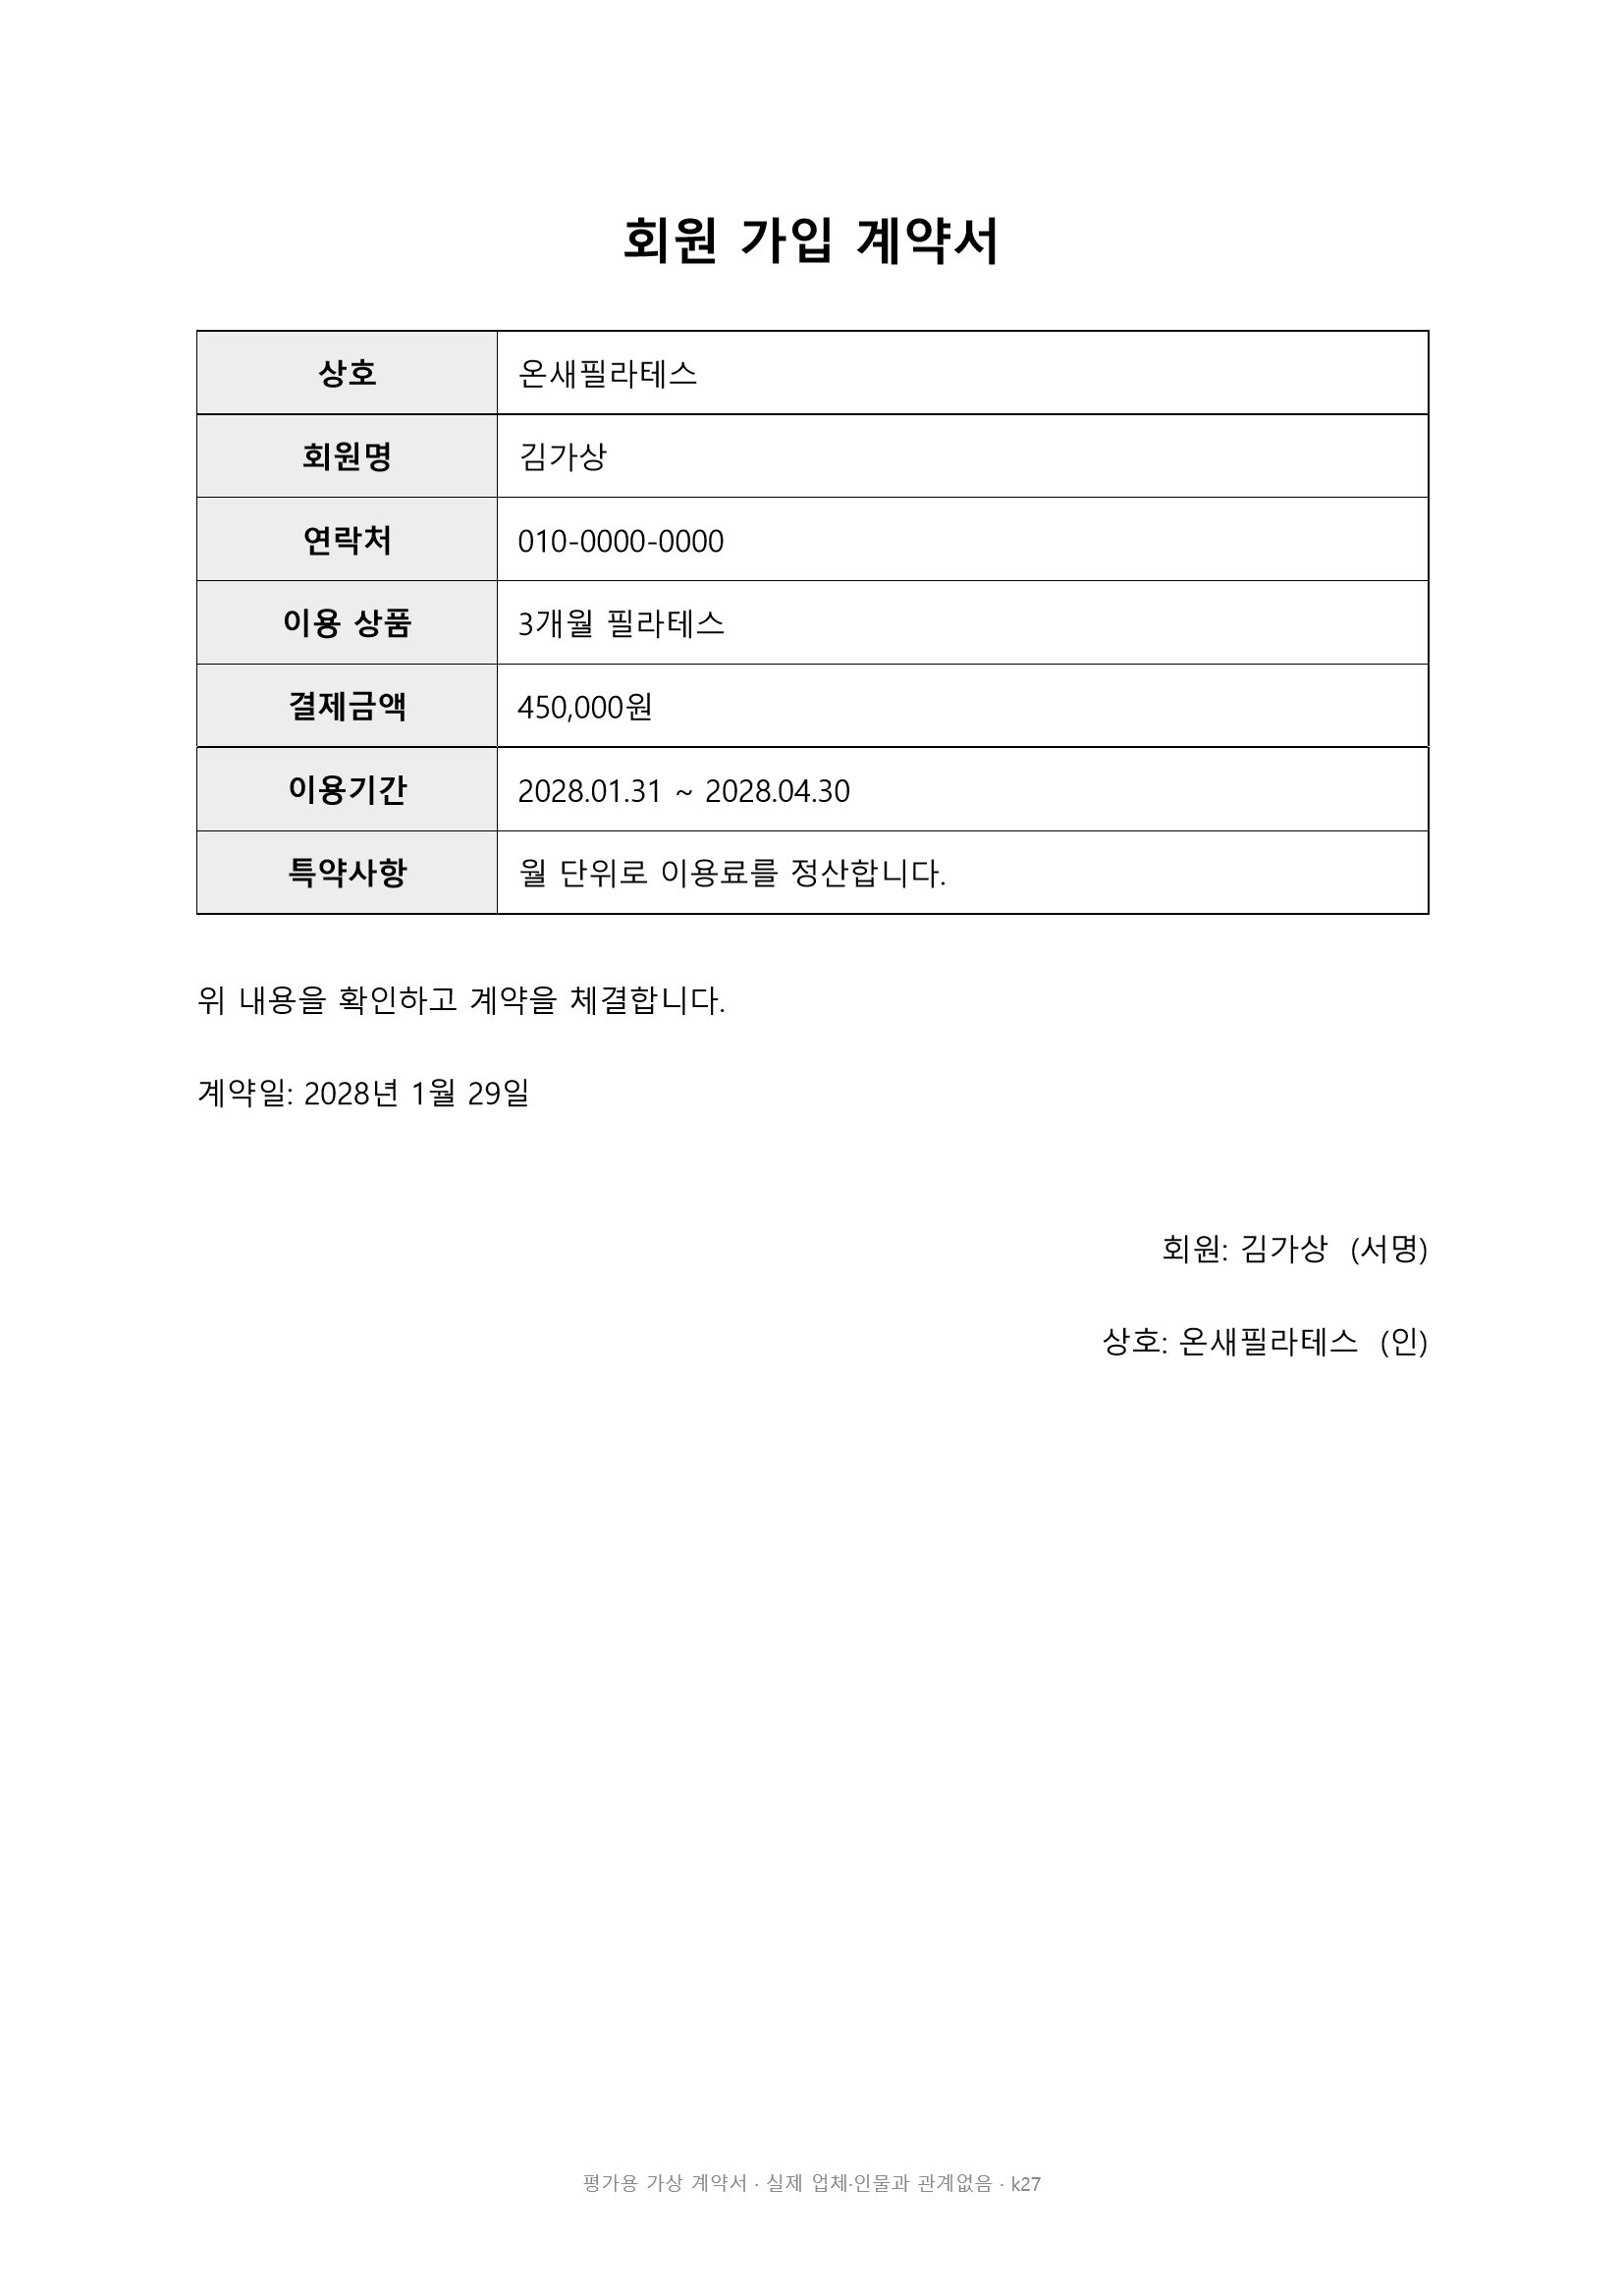 회원 가입 계약서
상호 온새필라테스
회원명 김가상
연락처 010-0000-0000
이용 상품 3개월 필라테스
결제금액 450,000원
이용기간 2028.01.31 ~ 2028.04.30
특약사항 월 단위로 이용료를 정산합니다.
위 내용을 확인하고 계약을 체결합니다.
계약일: 2028년 1월 29일
회원: 김가상 (서명)
상호: 온새필라테스 (인)
평가용 가상 계약서 · 실제 업체·인물과 관계없음 · k27